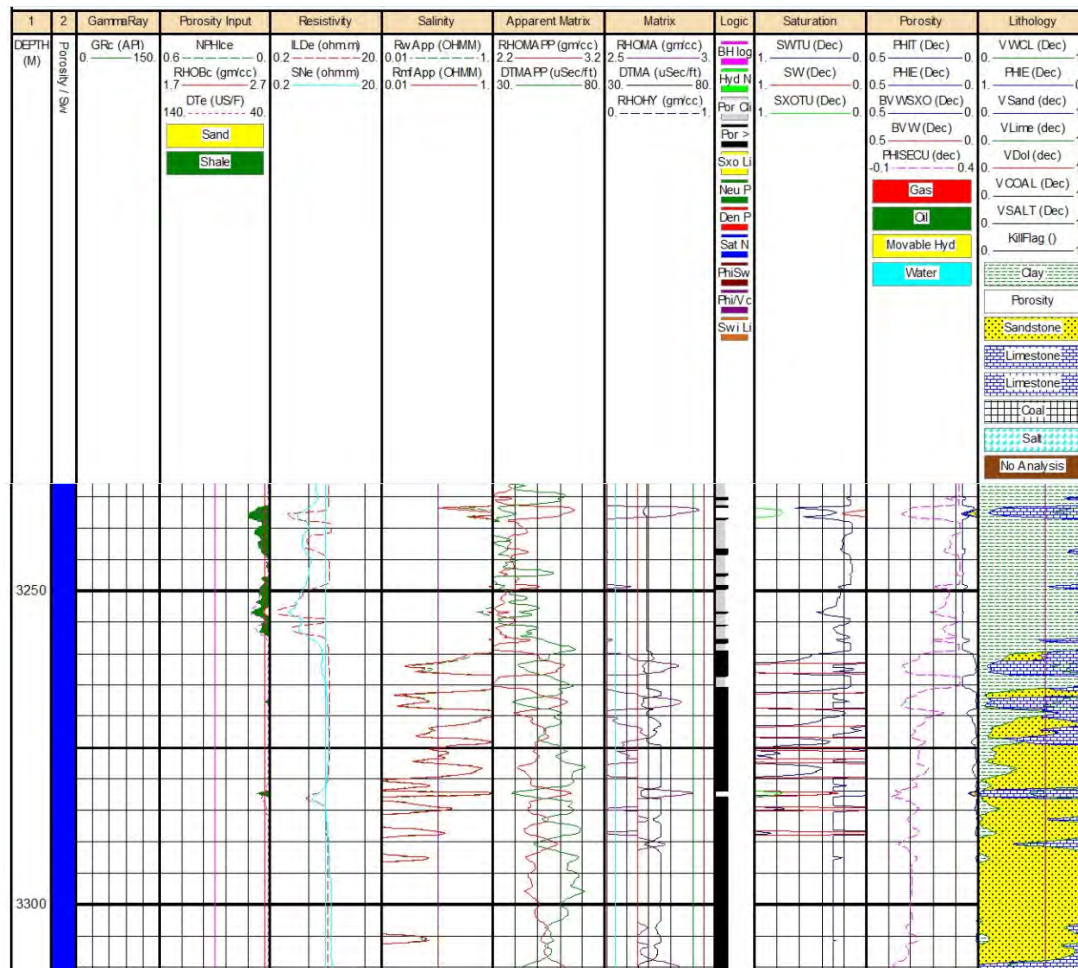 1 2 GammaRay Porosity Input Resistivity Salinity Apparent Matrix Matrix Logic Saturation Porosity Lithology
DEPTH
(M)
Porosity / Sw
GRc (API)
0. 150.
NPHIce
0.6 0.
RHOBc (gm/cc)
1.7 2.7
DTe (US/F)
140. 40.
Sand
Shale
ILDe (ohm.m)
0.2 20.
SNe (ohmm)
0.2 20.
RwApp (OHMM)
0.01 1.
RmfApp (OHMM)
0.01 1.
RHOMAPP (gm/cc)
2.2 3.2
DTMAPP (uSec/ft)
30. 80.
RHOMA (gm/cc)
2.5 3.
DTMA (uSec/ft)
30. 80.
RHOHY (gm/cc)
0. 1.
BH log
Hyd N
Por Cli
Por >
Sxo Li
Neu P
Den P
Sat N
PhiSw
Phi/Vc
Swi Li
SWTU (Dec)
1. 0.
SW (Dec)
1. 0.
SXOTU (Dec)
1. 0.
PHIT (Dec)
0.5 0.
PHIE (Dec)
0.5 0.
BVWSXO (Dec)
0.5 0.
BVW (Dec)
0.5 0.
PHISECU (dec)
-0.1 0.4
Gas
Oil
Movable Hyd
Water
VWCL (Dec)
0.
PHIE (Dec)
1.
VSand (dec)
0.
VLime (dec)
0.
VDol (dec)
0.
VCOAL (Dec)
0.
VSALT (Dec)
0.
KillFlag ()
0.
Clay
Porosity
Sandstone
Limestone
Limestone
Coal
Salt
No Analysis
3250
3300